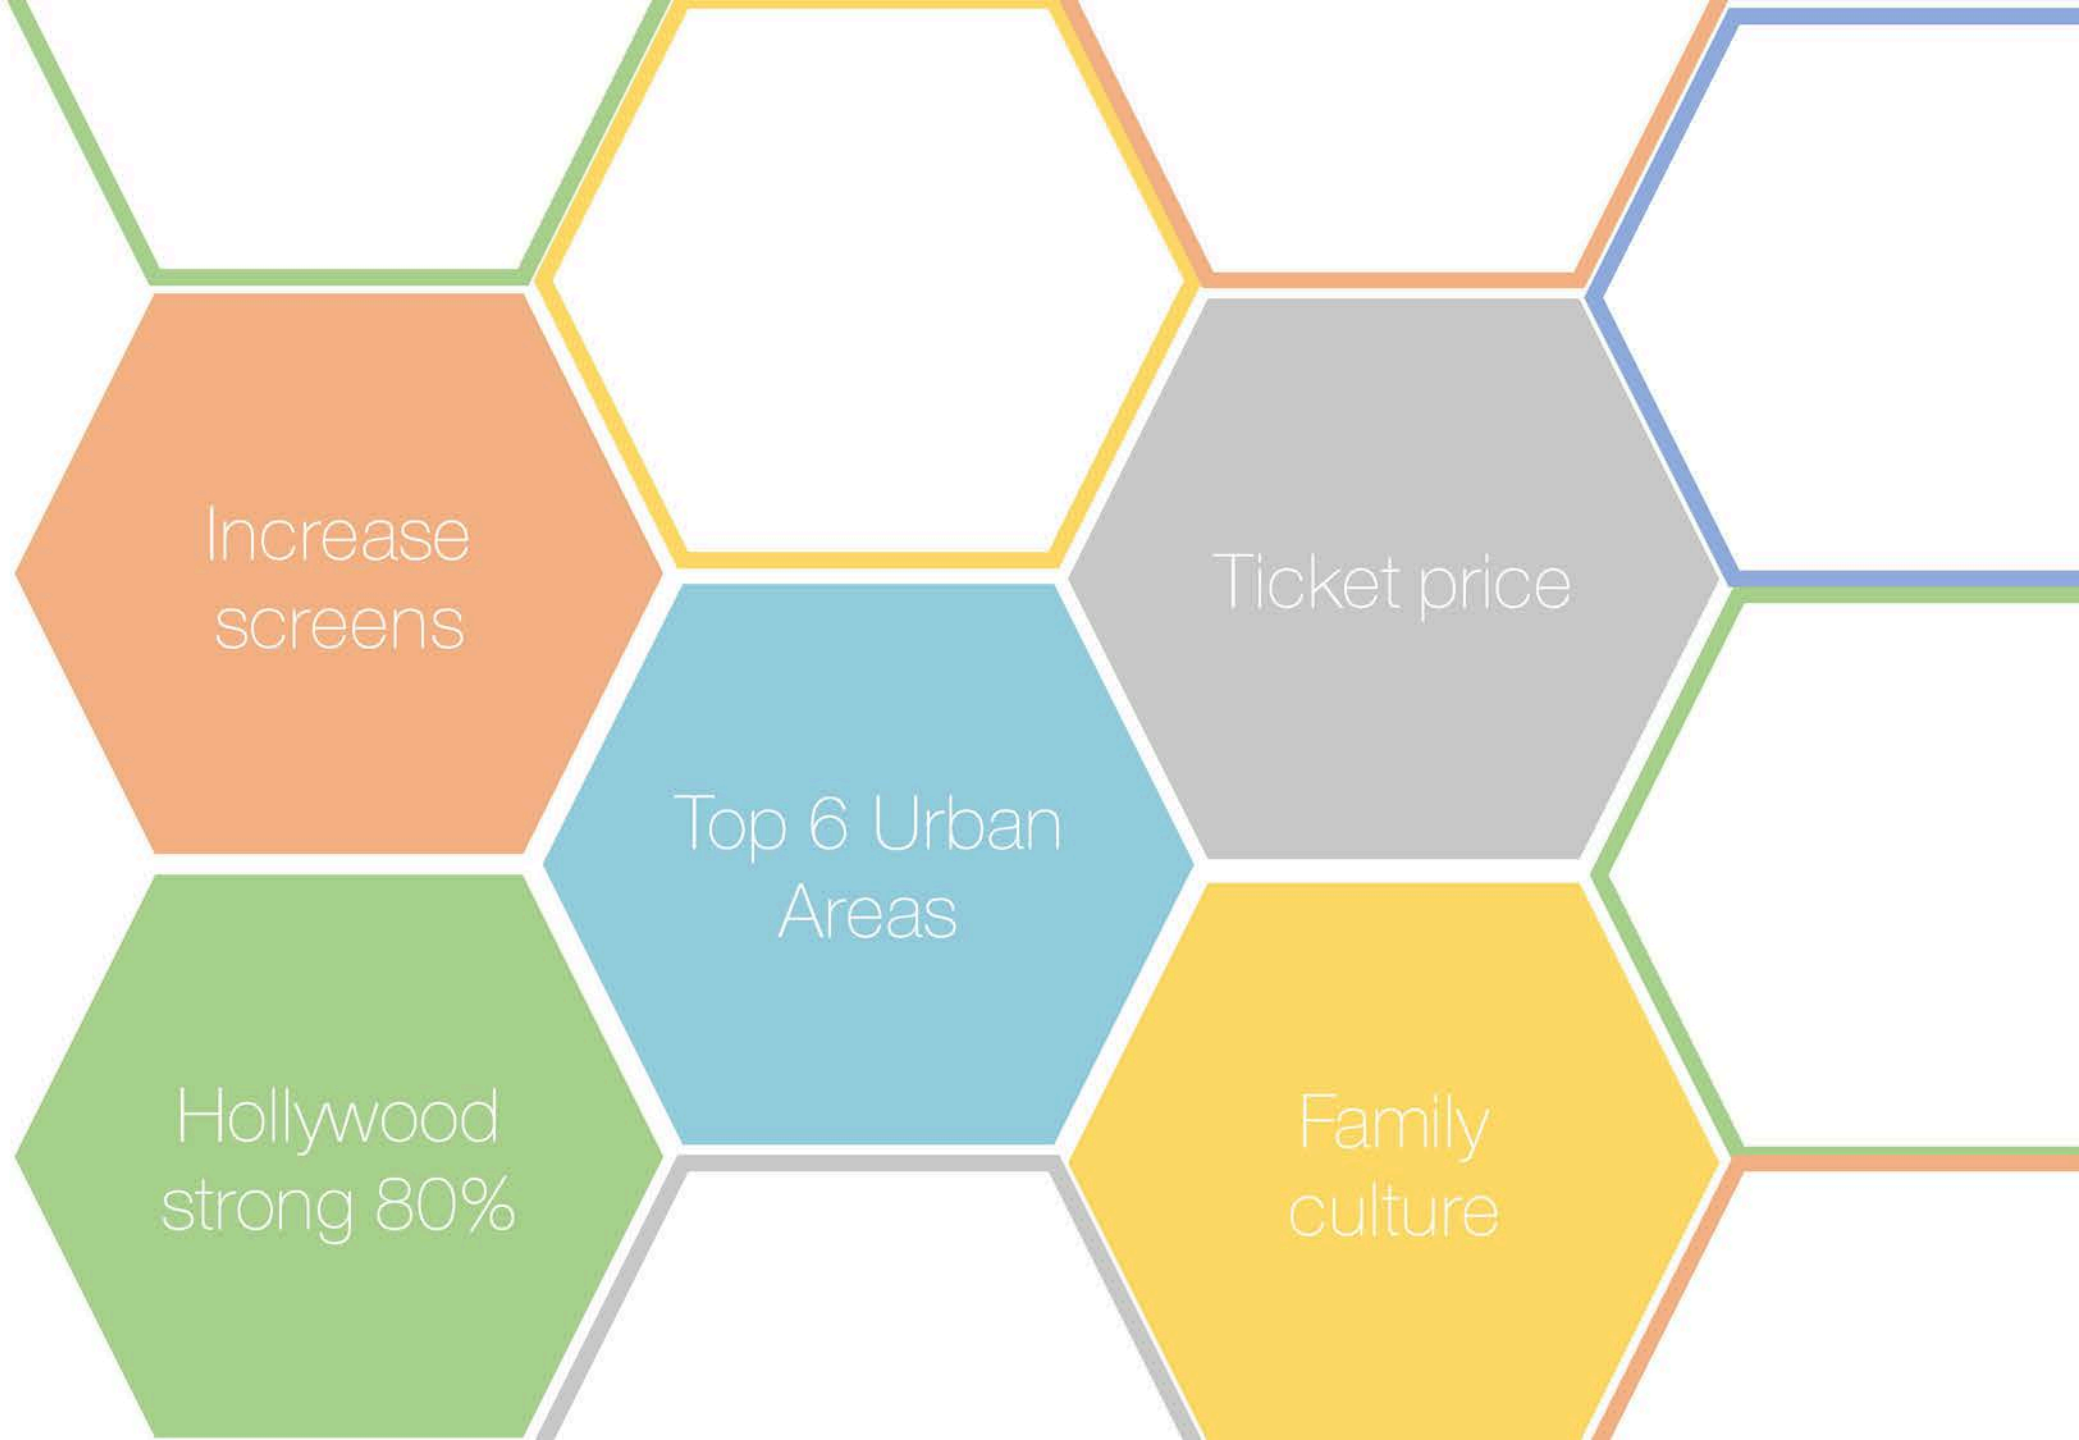 Increase
screens
Ticket price
Top 6 Urban
Areas
Hollywood
strong 80%
Family
culture